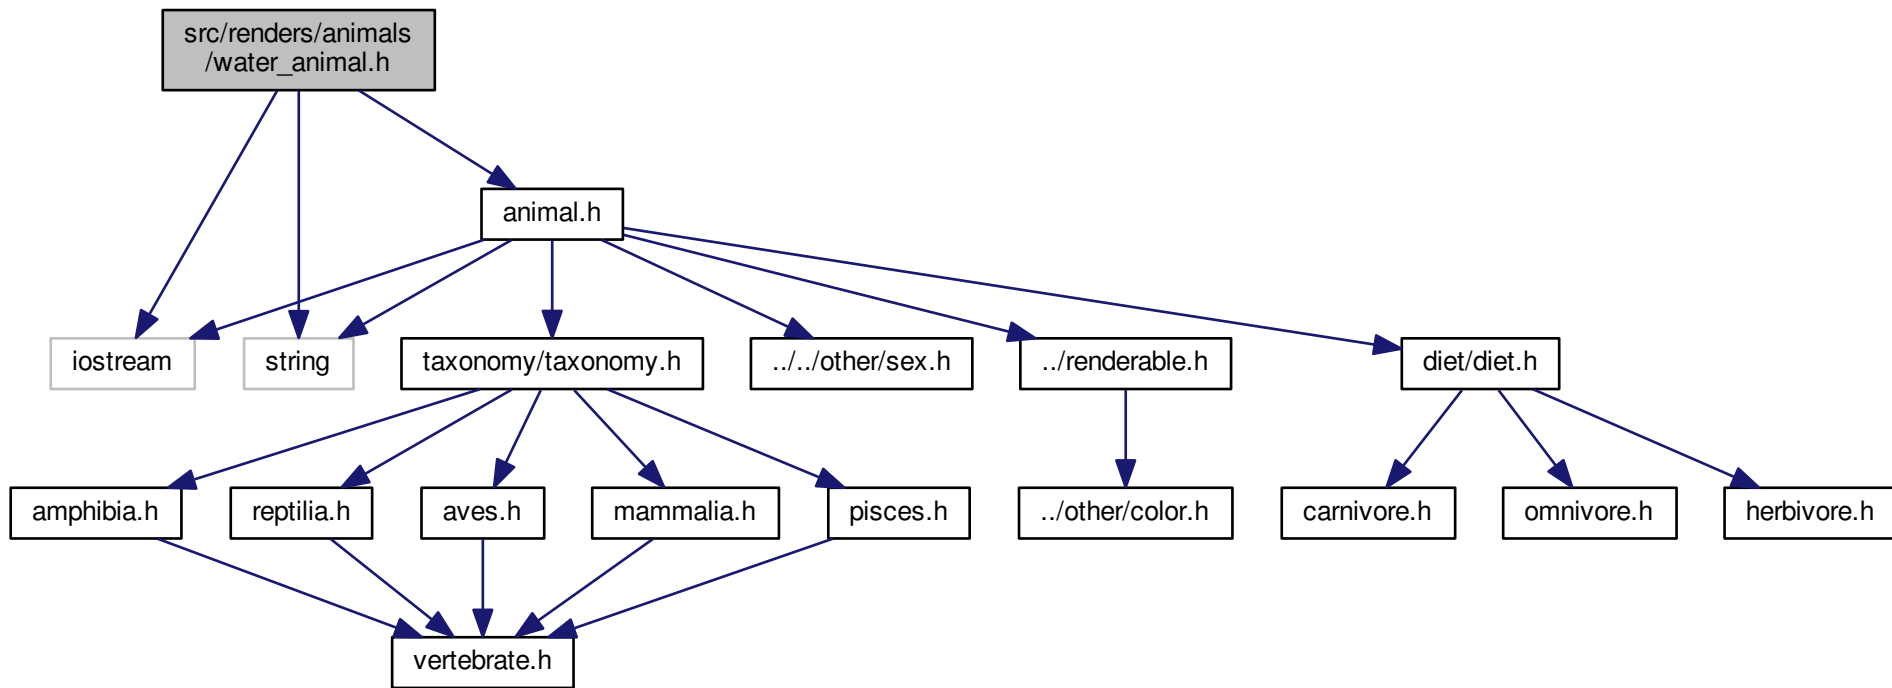 src/renders/animals
/water_animal.h
animal.h
iostream
string
taxonomy/taxonomy.h
../../other/sex.h
../renderable.h
diet/diet.h
amphibia.h
reptilia.h
aves.h
mammalia.h
pisces.h
../other/color.h
carnivore.h
omnivore.h
herbivore.h
vertebrate.h